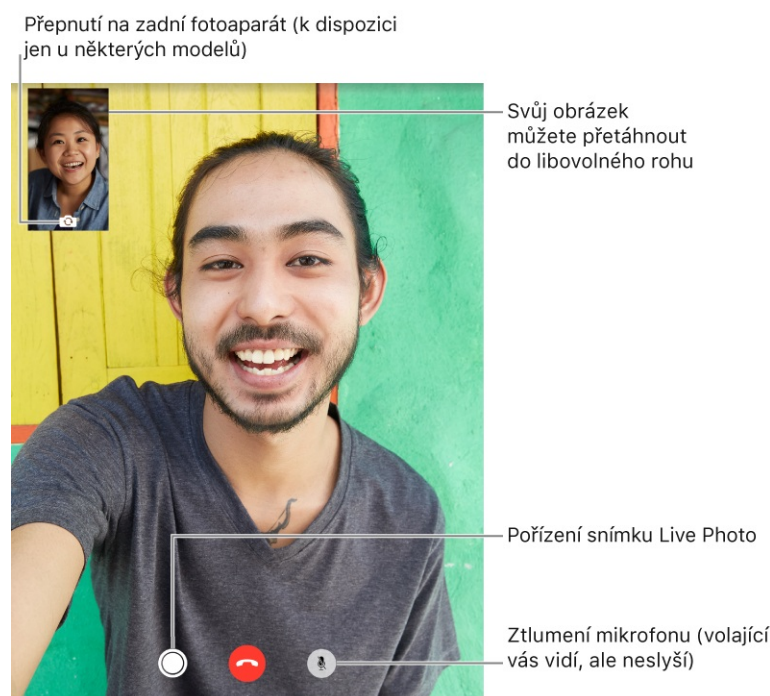 Přepnutí na zadní fotoaparát (k dispozici
jen u některých modelů)
Svůj obrázek
můžete přetáhnout
do libovolného rohu
Pořízení snímku Live Photo
Ztlumení mikrofonu (volající
vás vidí, ale neslyší)